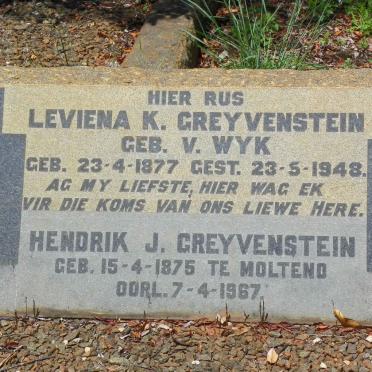 HIER RUS
LEVIENA K. GREYVENSTEIN
GEB. V. WYK
GEB. 23-4-1877 GEST. 23-5-1948.
AG MY LIEFSTE, HIER WAG EK
VIR DIE KOMS VAN ONS LIEWE HERE.
HENDRIK J. GREYVENSTEIN
GEB. 15-4-1875 TE MOLTENO
OORL. 7-4-1967